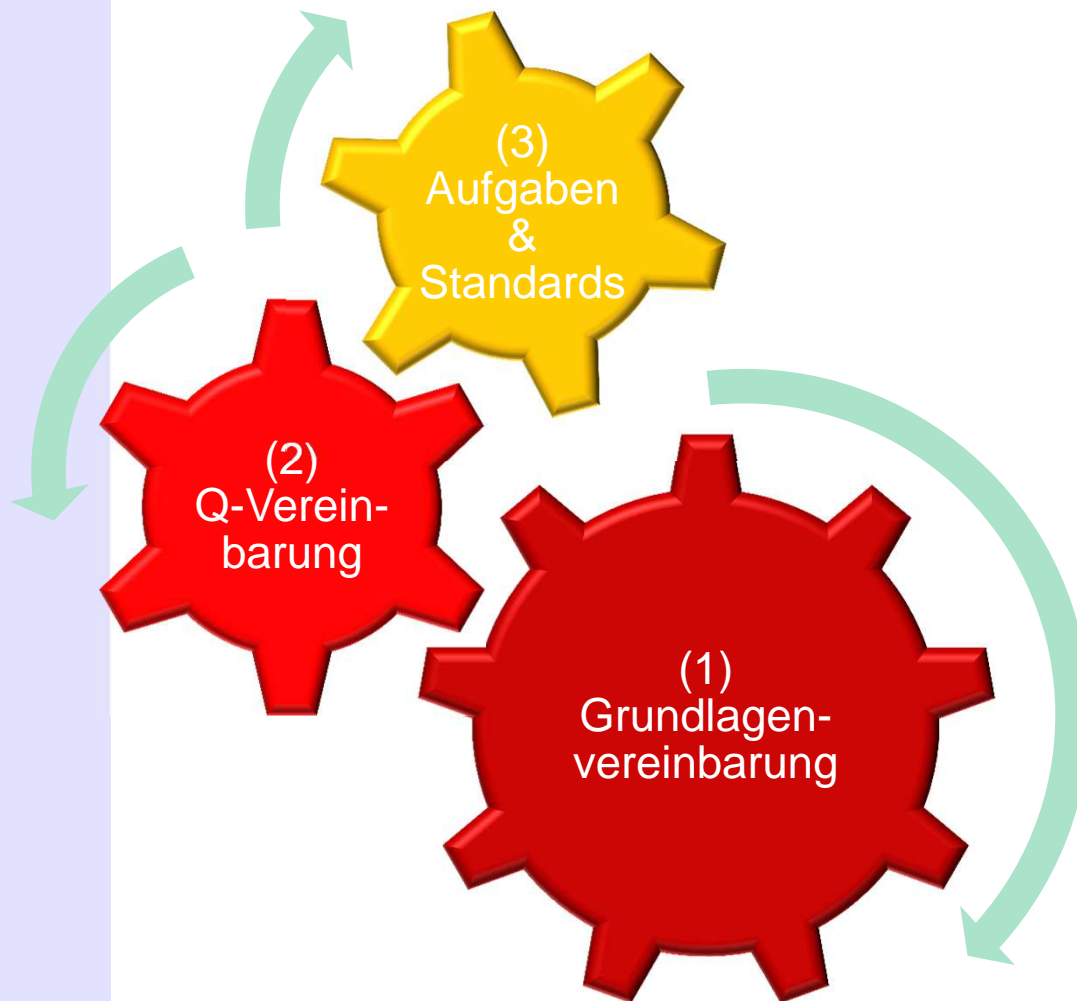 (3)
Aufgaben
&
Standards
(2)
Q-Verein-
barung
(1)
Grundlagen-
vereinbarung